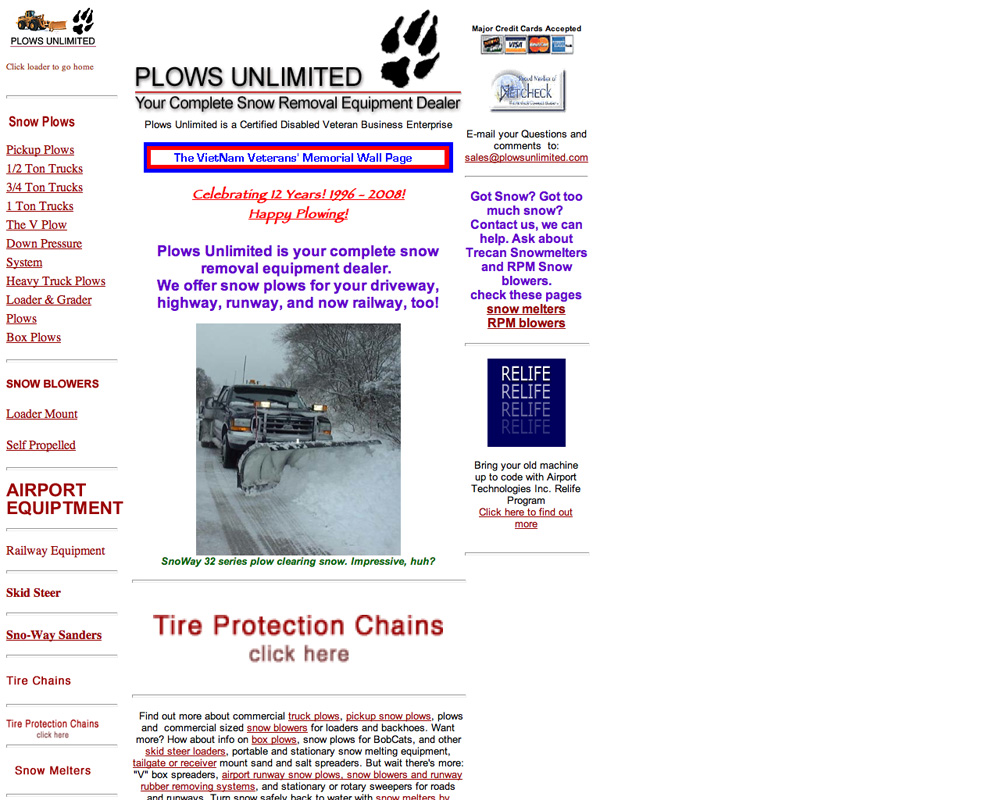 PLOWS UNLIMITED
Click loader to go home
Snow Plows
Pickup Plows
1/2 Ton Trucks
3/4 Ton Trucks
1 Ton Trucks
The V Plow
Down Pressure
System
Heavy Truck Plows
Loader & Grader
Plows
Box Plows
SNOW BLOWERS
Loader Mount
Self Propelled
AIRPORT
EQUIPTMENT
Railway Equipment
Skid Steer
Sno-Way Sanders
Tire Chains
Tire Protection Chains
click here
Snow Melters
PLOWS UNLIMITED
Your Complete Snow Removal Equipment Dealer
Plows Unlimited is a Certified Disabled Veteran Business Enterprise
The VietNam Veterans' Memorial Wall Page
Celebrating 12 Years! 1996 - 2008!
Happy Plowing!
Plows Unlimited is your complete snow
removal equipment dealer.
We offer snow plows for your driveway,
highway, runway, and now railway, too!
SnoWay 32 series plow clearing snow. Impressive, huh?
Tire Protection Chains
click here
Find out more about commercial truck plows, pickup snow plows, plows
and commercial sized snow blowers for loaders and backhoes. Want
more? How about info on box plows, snow plows for BobCats, and other
skid steer loaders, portable and stationary snow melting equipment,
tailgate or receiver mount sand and salt spreaders. But wait there's more:
"V" box spreaders, airport runway snow plows, snow blowers and runway
rubber removing systems, and stationary or rotary sweepers for roads
and runways. Turn snow safely back to water with snow melters by
Major Credit Cards Accepted
VISA
NETCHECK
E-mail your Questions and
comments to:
sales@plowsunlimited.com
Got Snow? Got too
much snow?
Contact us, we can
help. Ask about
Trecan Snowmelters
and RPM Snow
blowers.
check these pages
snow melters
RPM blowers
RELIFE
RELIFE
RELIFE
RELIFE
Bring your old machine
up to code with Airport
Technologies Inc. Relife
Program
Click here to find out
more